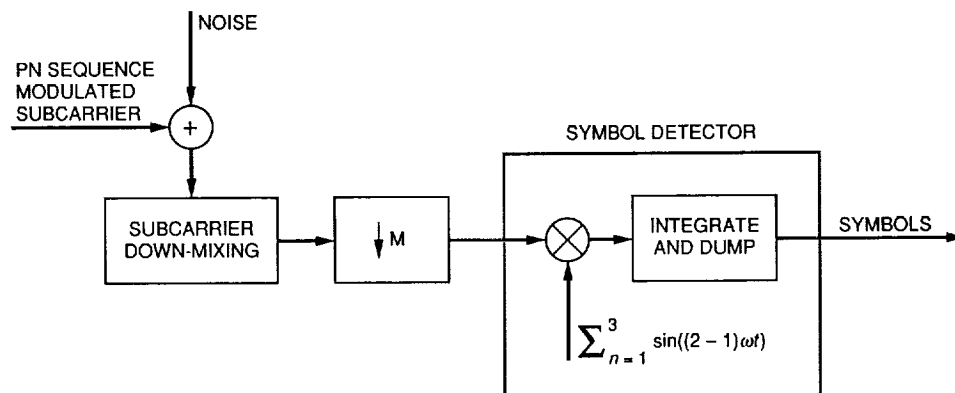 NOISE
PN SEQUENCE
MODULATED
SUBCARRIER
+
SYMBOL DETECTOR
SUBCARRIER
DOWN-MIXING
↓ M
INTEGRATE
AND DUMP
SYMBOLS
∑ 3 n = 1 sin((2 − 1)ωt)